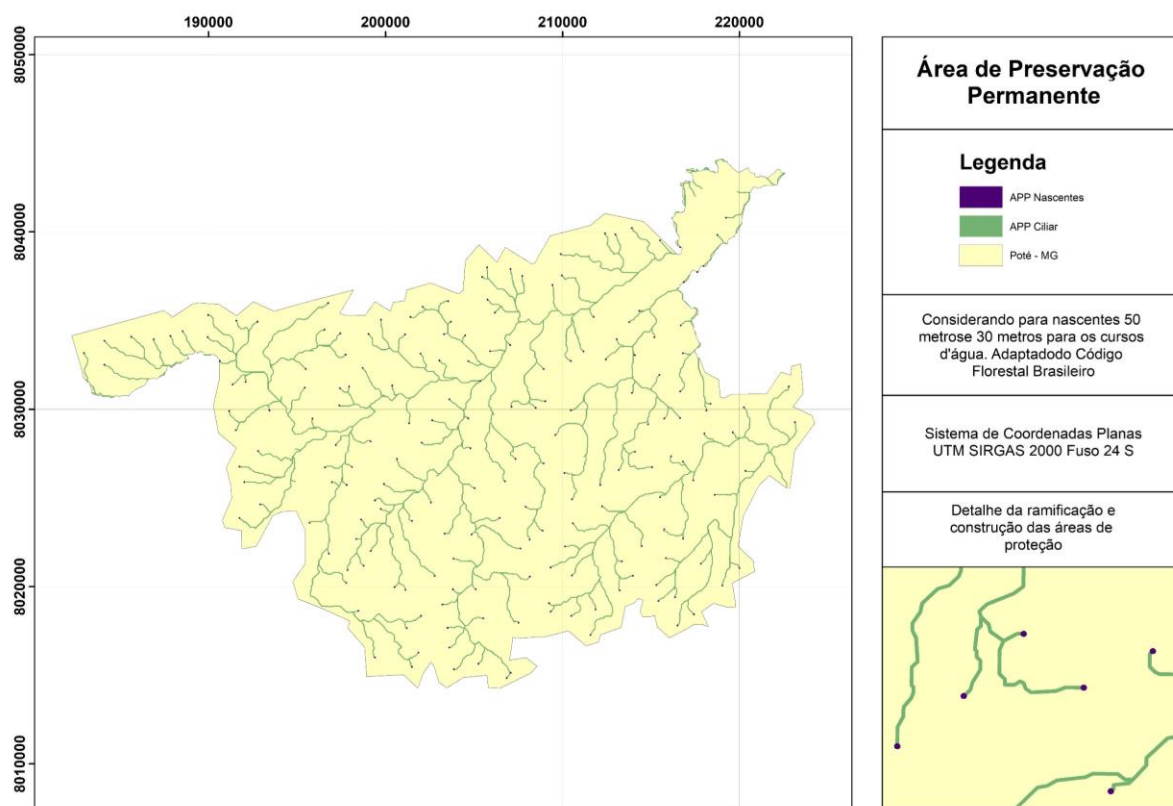 190000
200000
210000
220000
8050000
8040000
8030000
8020000
8010000
Área de Preservação
Permanente
Legenda
APP Nascentes
APP Ciliar
Poté - MG
Considerando para nascentes 50
metrose 30 metros para os cursos
d'água. Adaptadodo Código
Florestal Brasileiro
Sistema de Coordenadas Planas
UTM SIRGAS 2000 Fuso 24 S
Detalhe da ramificação e
construção das áreas de
proteção